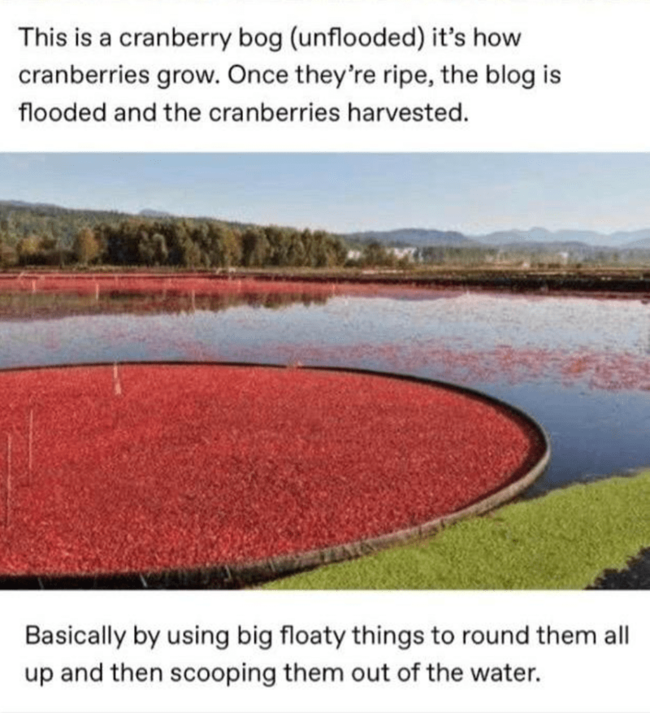 This is a cranberry bog (unflooded) it's how
cranberries grow. Once they're ripe, the blog is
flooded and the cranberries harvested.
Basically by using big floaty things to round them all
up and then scooping them out of the water.